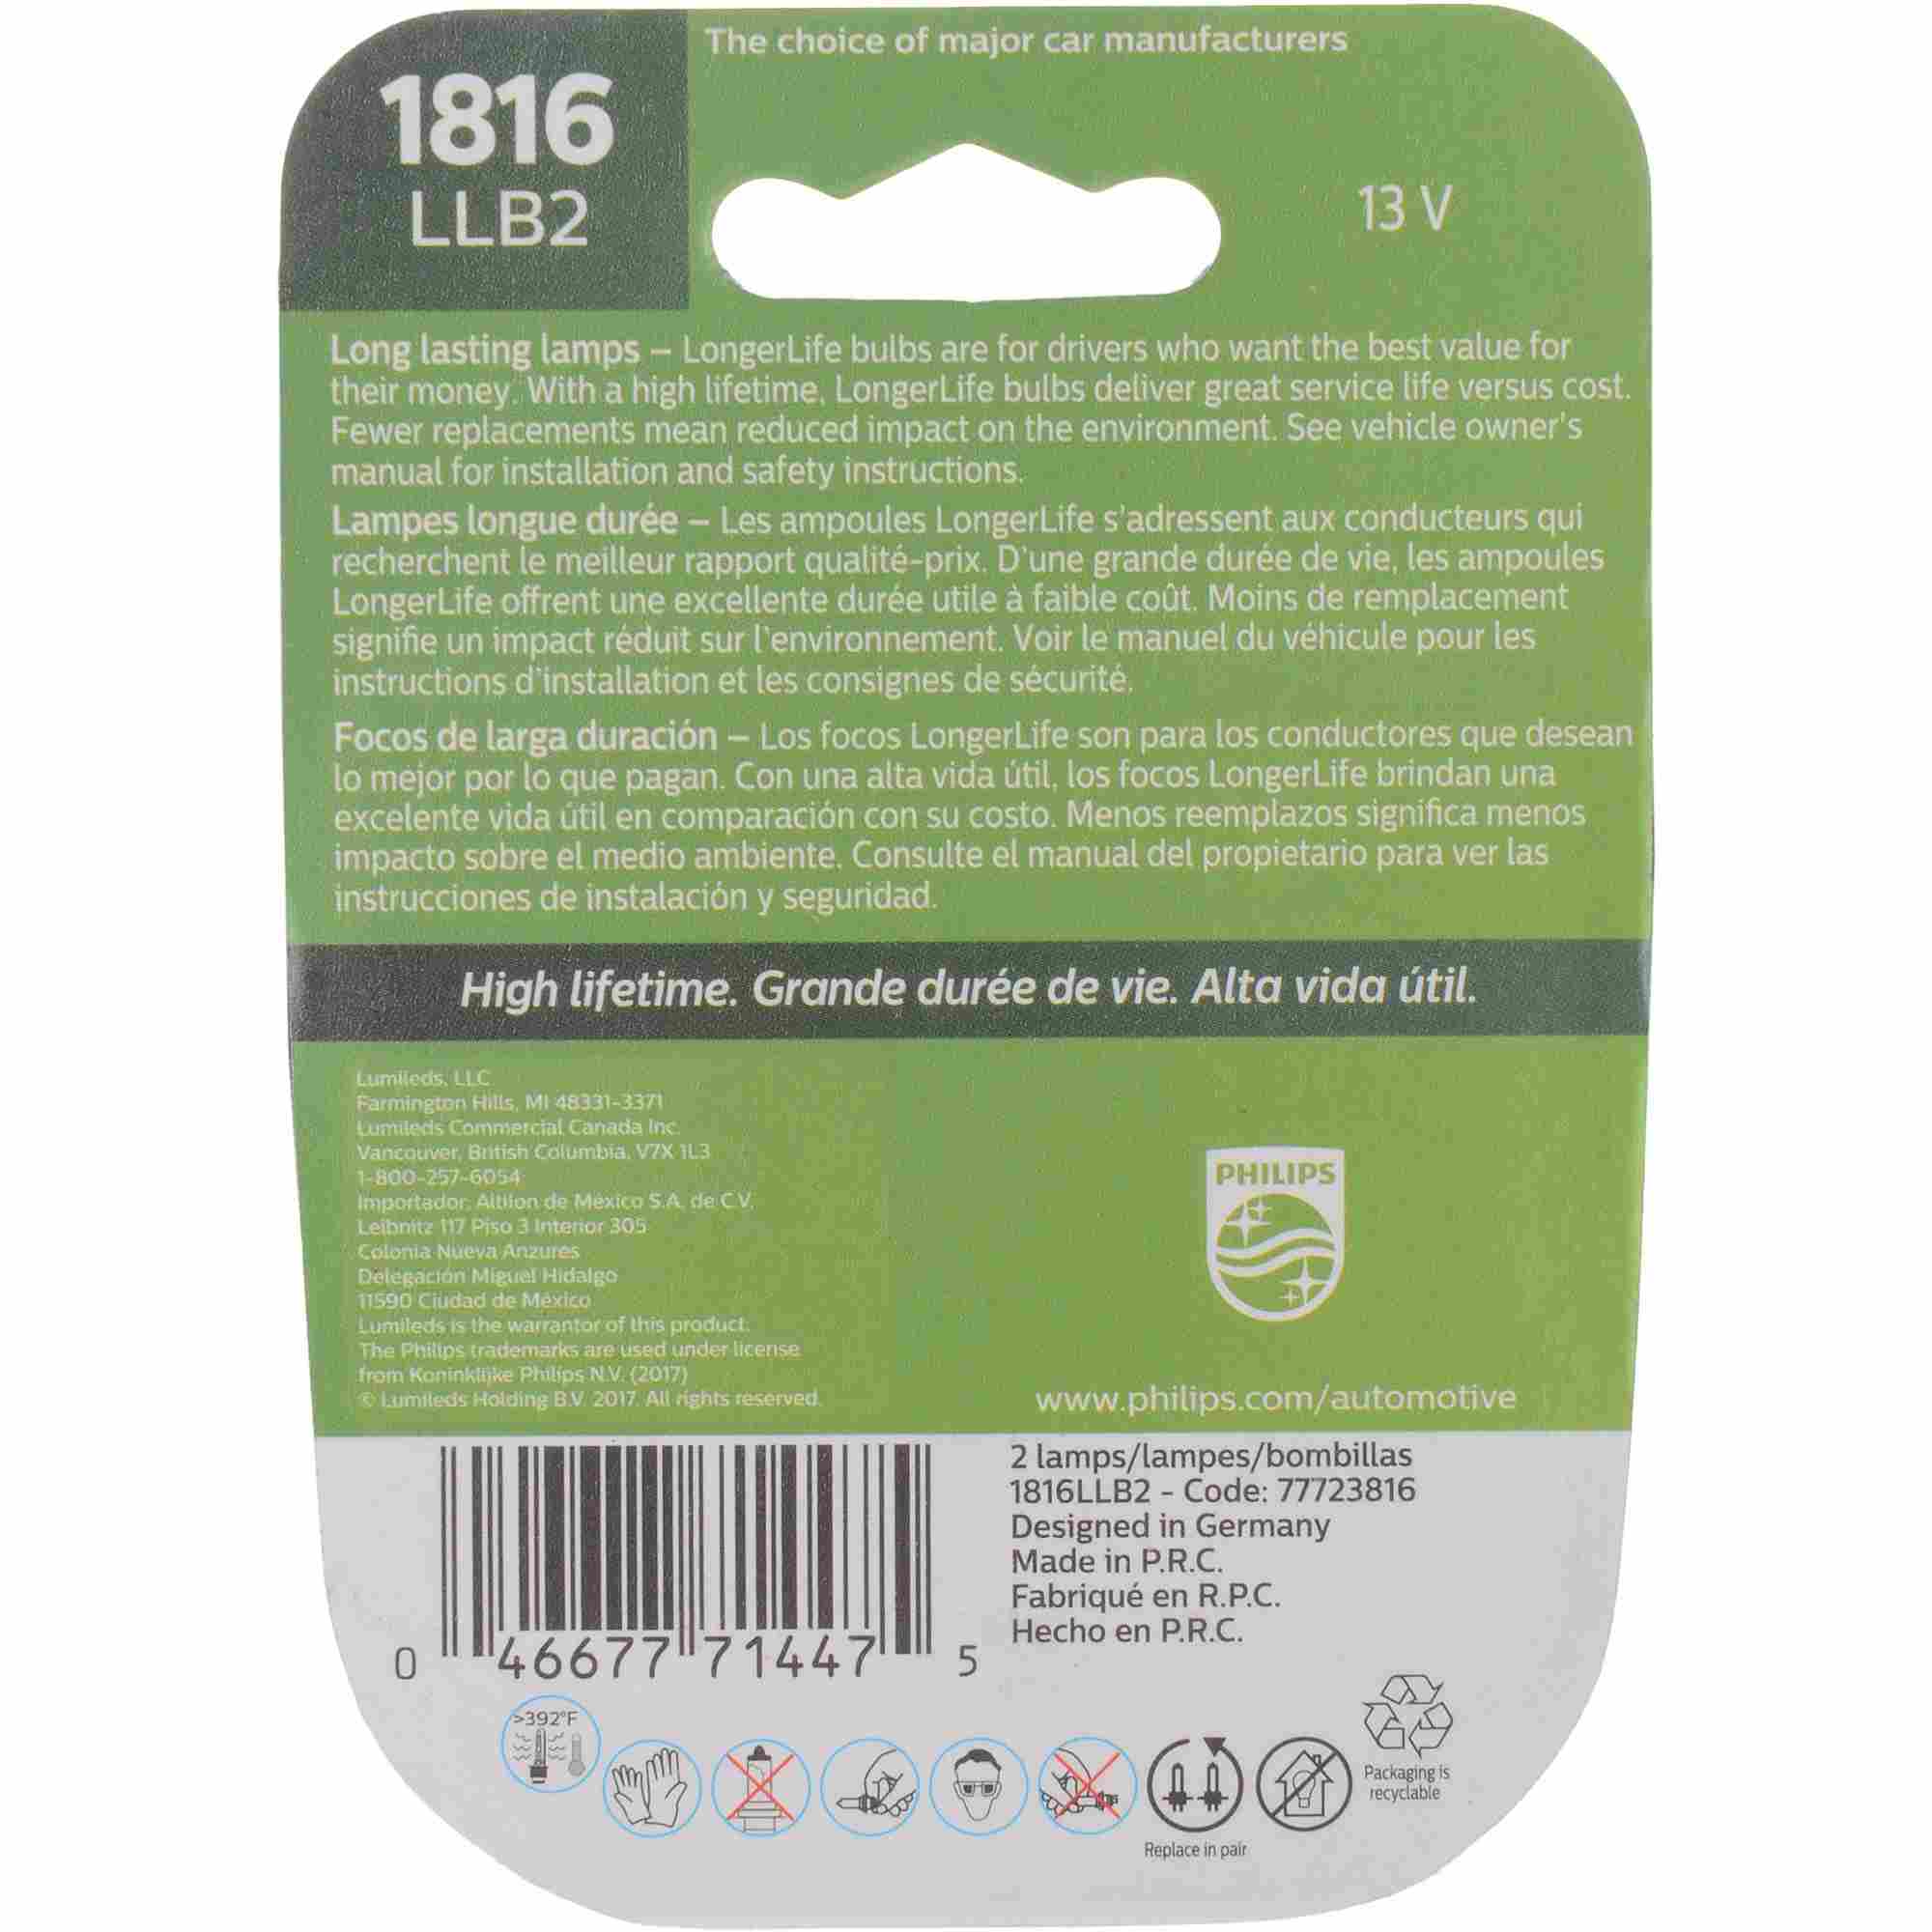 The choice of major car manufacturers
1816
LLB2
13 V
Long lasting lamps – LongerLife bulbs are for drivers who want the best value for
their money. With a high lifetime, LongerLife bulbs deliver great service life versus cost.
Fewer replacements mean reduced impact on the environment. See vehicle owner's
manual for installation and safety instructions.
Lampes longue durée – Les ampoules LongerLife s'adressent aux conducteurs qui
recherchent le meilleur rapport qualité-prix. D'une grande durée de vie, les ampoules
LongerLife offrent une excellente durée utile à faible coût. Moins de remplacement
signifie un impact réduit sur l'environnement. Voir le manuel du véhicule pour les
instructions d'installation et les consignes de sécurité.
Focos de larga duración – Los focos LongerLife son para los conductores que desean
lo mejor por lo que pagan. Con una alta vida útil, los focos LongerLife brindan una
excelente vida útil en comparación con su costo. Menos reemplazos significa menos
impacto sobre el medio ambiente. Consulte el manual del propietario para ver las
instrucciones de instalación y seguridad.
High lifetime. Grande durée de vie. Alta vida útil.
Lumileds, LLC
Farmington Hills, MI 48331-3371
Lumileds Commercial Canada Inc.
Vancouver, British Columbia, V7X 1L3
1-800-257-6054
Importador: Altilon de México S.A. de C.V.
Leibnitz 117 Piso 3 Interior 305
Colonia Nueva Anzures
Delegación Miguel Hidalgo
11590 Ciudad de México
Lumileds is the warrantor of this product.
The Philips trademarks are used under license
from Koninklijke Philips N.V. (2017)
© Lumileds Holding B.V. 2017. All rights reserved.
PHILIPS
www.philips.com/automotive
2 lamps/lampes/bombillas
1816LLB2 - Code: 77723816
Designed in Germany
Made in P.R.C.
Fabriqué en R.P.C.
Hecho en P.R.C.
0 46677 71447 5
>392°F
Replace in pair
Packaging is
recyclable